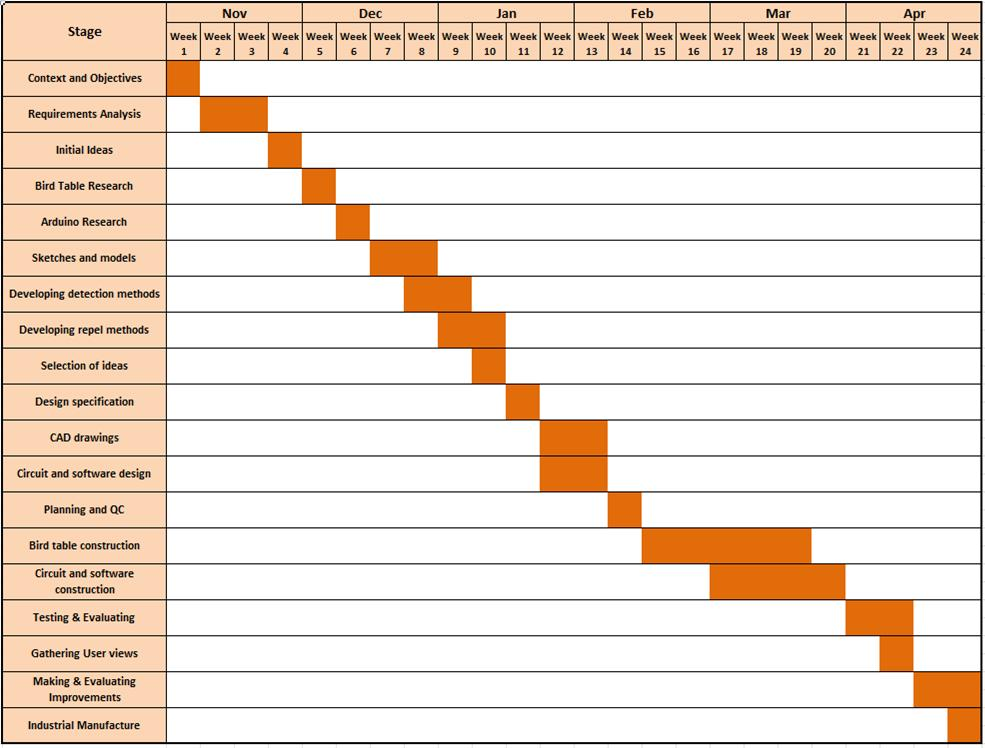 Stage
Nov Dec Jan Feb Mar Apr
Week Week Week Week Week Week Week Week Week Week Week Week Week Week Week Week Week Week Week Week Week Week Week Week
1 2 3 4 5 6 7 8 9 10 11 12 13 14 15 16 17 18 19 20 21 22 23 24
Context and Objectives
Requirements Analysis
Initial Ideas
Bird Table Research
Arduino Research
Sketches and models
Developing detection methods
Developing repel methods
Selection of ideas
Design specification
CAD drawings
Circuit and software design
Planning and QC
Bird table construction
Circuit and software
construction
Testing & Evaluating
Gathering User views
Making & Evaluating
Improvements
Industrial Manufacture